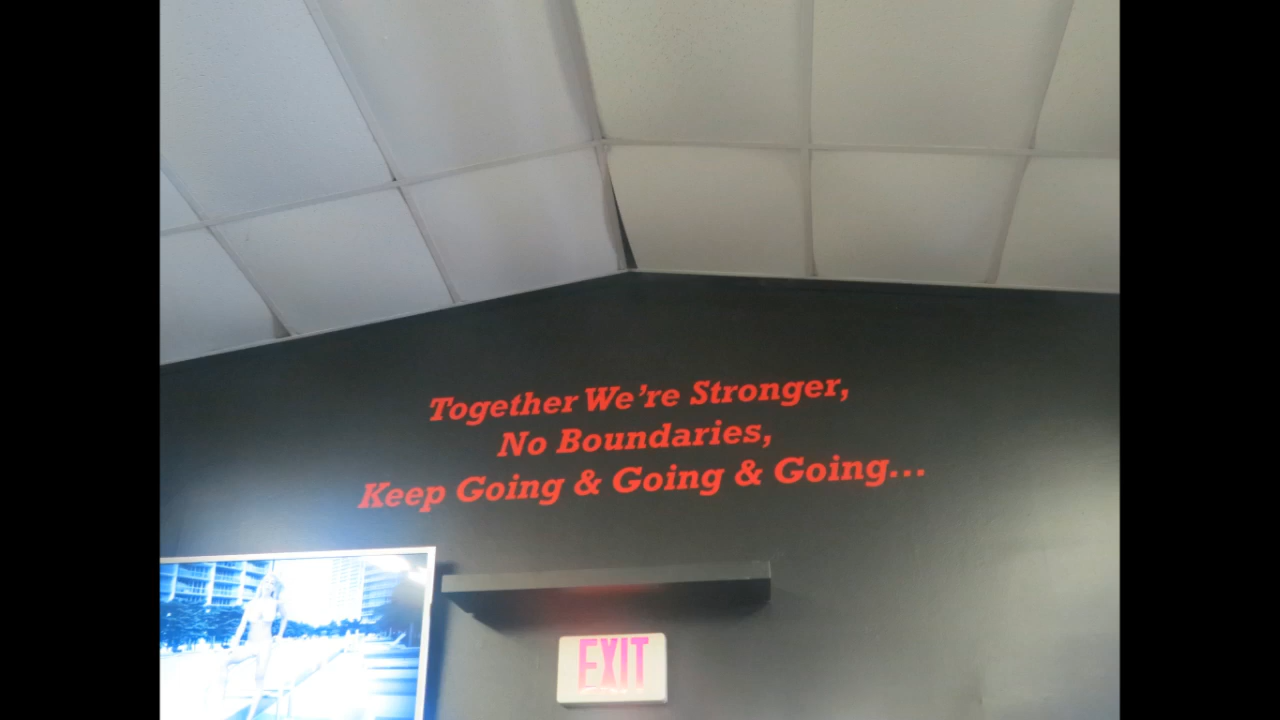 Together We're Stronger,
No Boundaries,
Keep Going & Going & Going...
EXIT